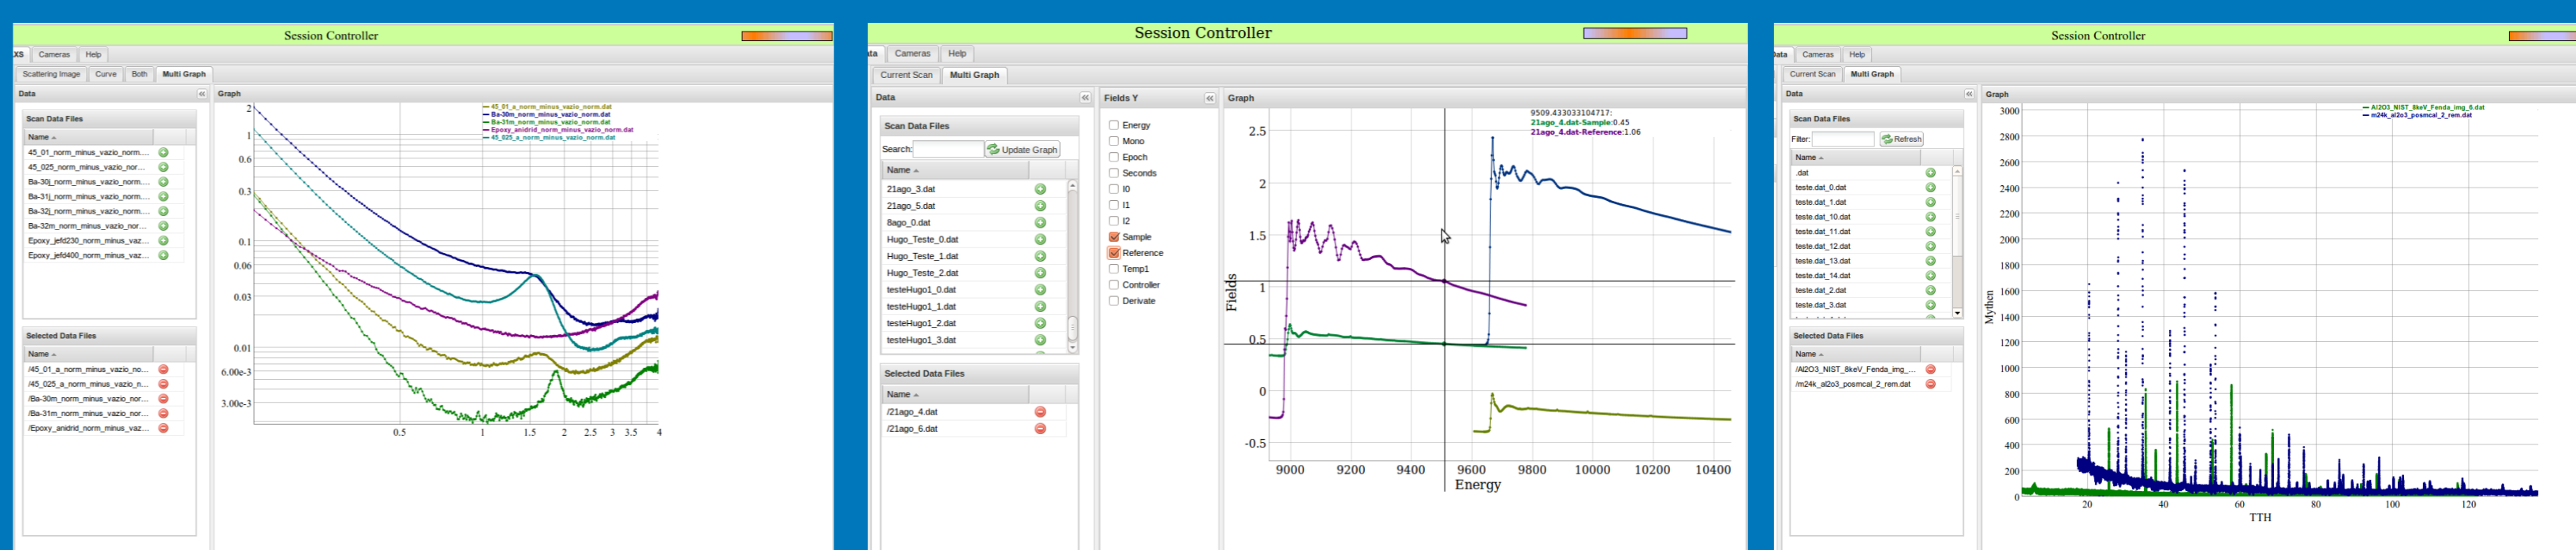 Session Controller
XS Cameras Help
Scattering Image Curve Both Multi Graph
Data
Graph
Scan Data Files
Name
45_01_norm_minus_vazio_norm....
45_025_norm_minus_vazio_nor...
Ba-30j_norm_minus_vazio_norm....
Ba-31j_norm_minus_vazio_norm....
Ba-32j_norm_minus_vazio_norm....
Ba-32m_norm_minus_vazio_nor...
Epoxy_jefd230_norm_minus_vaz...
Epoxy_jefd400_norm_minus_vaz...
Selected Data Files
Name
/45_01_a_norm_minus_vazio_no...
/45_025_a_norm_minus_vazio_n...
/Ba-30m_norm_minus_vazio_nor...
/Ba-31m_norm_minus_vazio_nor...
/Epoxy_anidrid_norm_minus_vaz...
45_01_a_norm_minus_vazio_norm.dat
Ba-30m_norm_minus_vazio_norm.dat
Ba-31m_norm_minus_vazio_norm.dat
Epoxy_anidrid_norm_minus_vazio_norm.dat
45_025_a_norm_minus_vazio_norm.dat
2
1
0.6
0.3
0.1
0.06
0.03
0.01
6.00e-3
3.00e-3
0.5 1 1.5 2 2.5 3 3.5 4
Session Controller
ata Cameras Help
Current Scan Multi Graph
Data
Fields Y
Graph
Scan Data Files
Search: Update Graph
Name
21ago_3.dat
21ago_5.dat
8ago_0.dat
Hugo_Teste_0.dat
Hugo_Teste_1.dat
Hugo_Teste_2.dat
testeHugo1_0.dat
testeHugo1_1.dat
testeHugo1_2.dat
testeHugo1_3.dat
Selected Data Files
Name
/21ago_4.dat
/21ago_6.dat
Energy
Mono
Epoch
Seconds
I0
I1
I2
Sample
Reference
Temp1
Controller
Derivate
9509.433033104717:
21ago_4.dat-Sample:0.45
21ago_4.dat-Reference:1.06
2.5
2
1.5
1
0.5
0
-0.5
Fields
9000 9200 9400 9600 9800 10000 10200 10400
Energy
Session Controller
Data Cameras Help
Current Scan Multi Graph
Data
Graph
Scan Data Files
Filter: Refresh
Name
.dat
teste.dat_0.dat
teste.dat_1.dat
teste.dat_10.dat
teste.dat_11.dat
teste.dat_12.dat
teste.dat_13.dat
teste.dat_14.dat
teste.dat_2.dat
teste.dat_3.dat
Selected Data Files
Name
/Al2O3_NIST_8keV_Fenda_img_...
/m24k_al2o3_posmcal_2_rem.dat
Al2O3_NIST_8keV_Fenda_img_6.dat
m24k_al2o3_posmcal_2_rem.dat
3000
2800
2600
2400
2200
2000
1800
1600
1400
1200
1000
800
600
400
200
0
Mythen
20 40 60 80 100 120
TTH